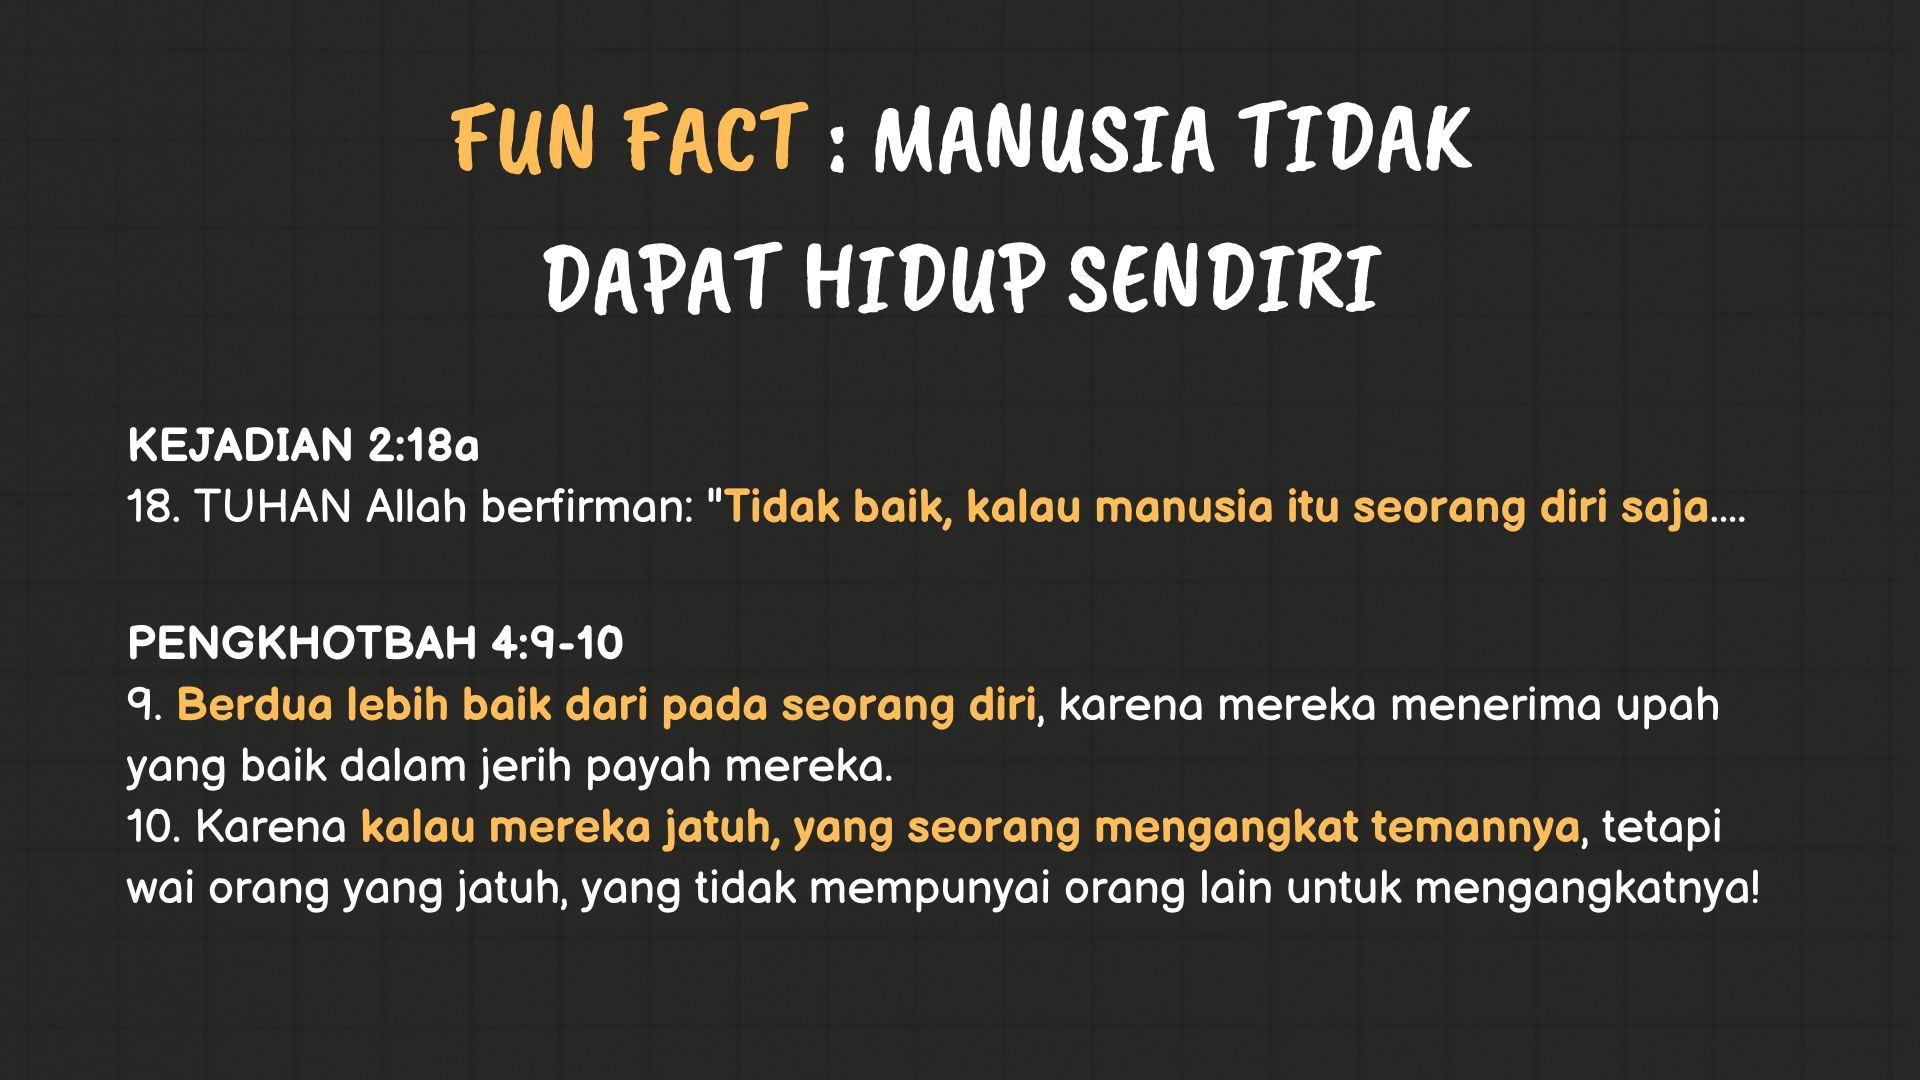 FUN FACT : MANUSIA TIDAK
DAPAT HIDUP SENDIRI
KEJADIAN 2:18a
18. TUHAN Allah berfirman: "Tidak baik, kalau manusia itu seorang diri saja....
PENGKHOTBAH 4:9-10
9. Berdua lebih baik dari pada seorang diri, karena mereka menerima upah
yang baik dalam jerih payah mereka.
10. Karena kalau mereka jatuh, yang seorang mengangkat temannya, tetapi
wai orang yang jatuh, yang tidak mempunyai orang lain untuk mengangkatnya!